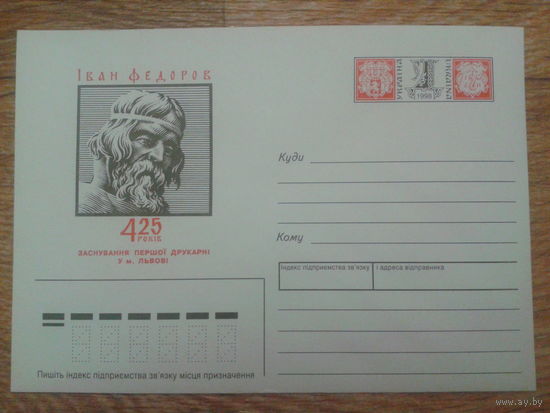 Іван Федоров
425
років
заснування першої друкарні
у м. Львові
УКРАЇНА
1998
Куди
Кому
Індекс підприємства зв'язку
і адреса відправника
Пишіть індекс підприємства зв'язку місця призначення
www.ay.by